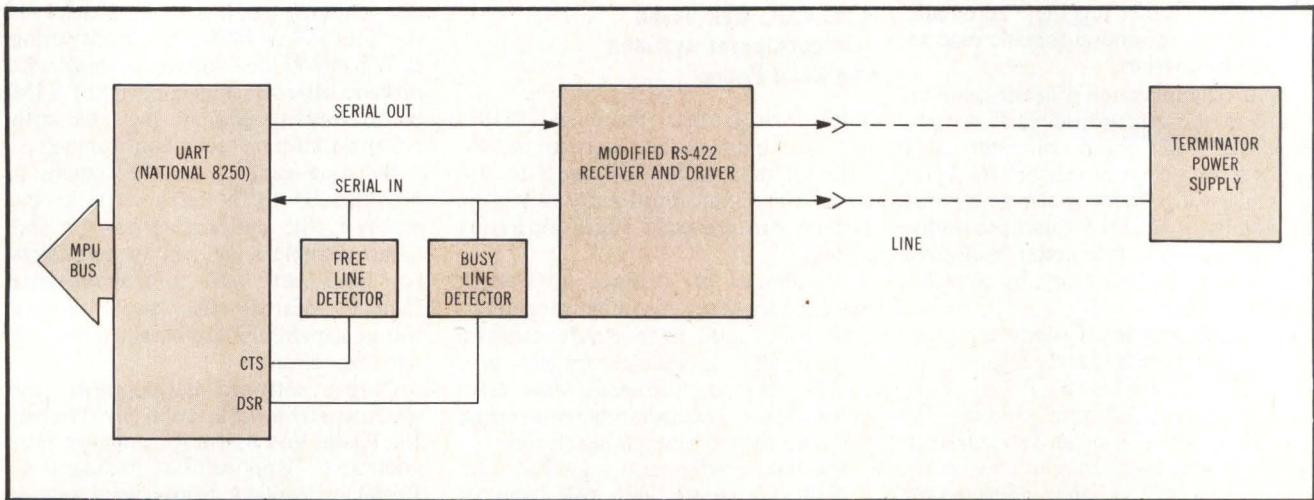 SERIAL OUT
UART
(NATIONAL 8250)
MODIFIED RS-422
RECEIVER AND DRIVER
TERMINATOR
POWER
SUPPLY
SERIAL IN
MPU
BUS
FREE
LINE
DETECTOR
BUSY
LINE
DETECTOR
LINE
CTS
DSR